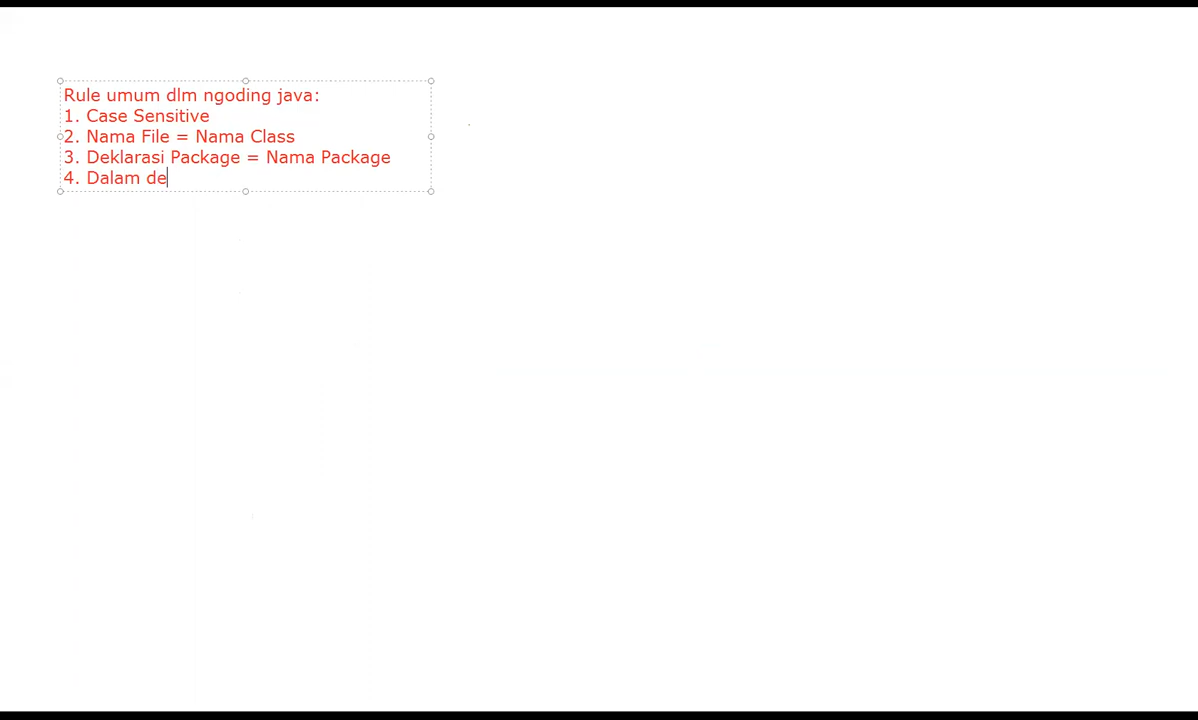 Rule umum dlm ngoding java:
1. Case Sensitive
2. Nama File = Nama Class
3. Deklarasi Package = Nama Package
4. Dalam de